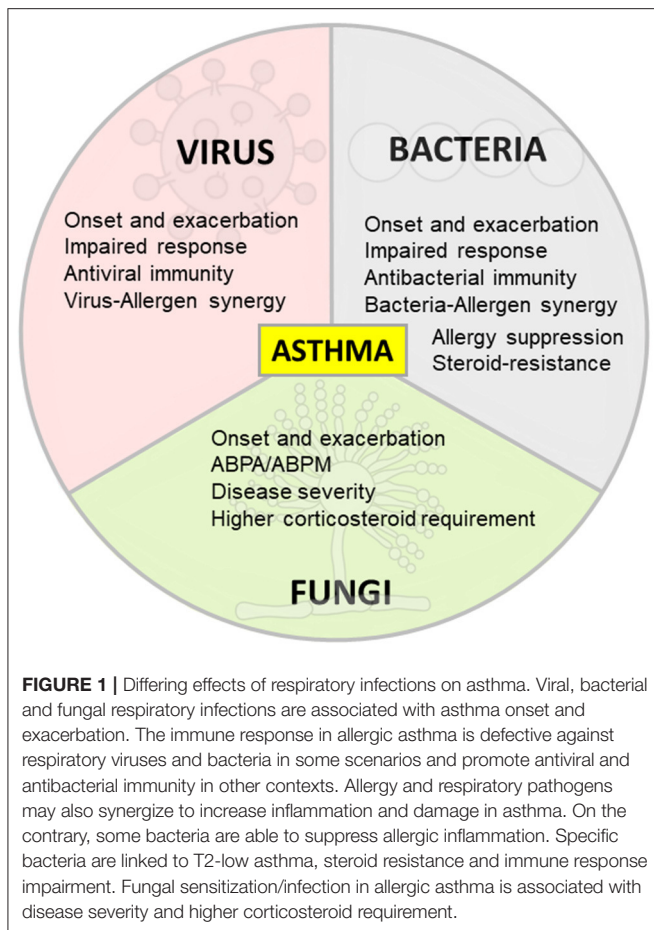 VIRUS
Onset and exacerbation
Impaired response
Antiviral immunity
Virus-Allergen synergy
BACTERIA
Onset and exacerbation
Impaired response
Antibacterial immunity
Bacteria-Allergen synergy
Allergy suppression
Steroid-resistance
ASTHMA
Onset and exacerbation
ABPA/ABPM
Disease severity
Higher corticosteroid requirement
FUNGI
FIGURE 1 | Differing effects of respiratory infections on asthma. Viral, bacterial
and fungal respiratory infections are associated with asthma onset and
exacerbation. The immune response in allergic asthma is defective against
respiratory viruses and bacteria in some scenarios and promote antiviral and
antibacterial immunity in other contexts. Allergy and respiratory pathogens
may also synergize to increase inflammation and damage in asthma. On the
contrary, some bacteria are able to suppress allergic inflammation. Specific
bacteria are linked to T2-low asthma, steroid resistance and immune response
impairment. Fungal sensitization/infection in allergic asthma is associated with
disease severity and higher corticosteroid requirement.